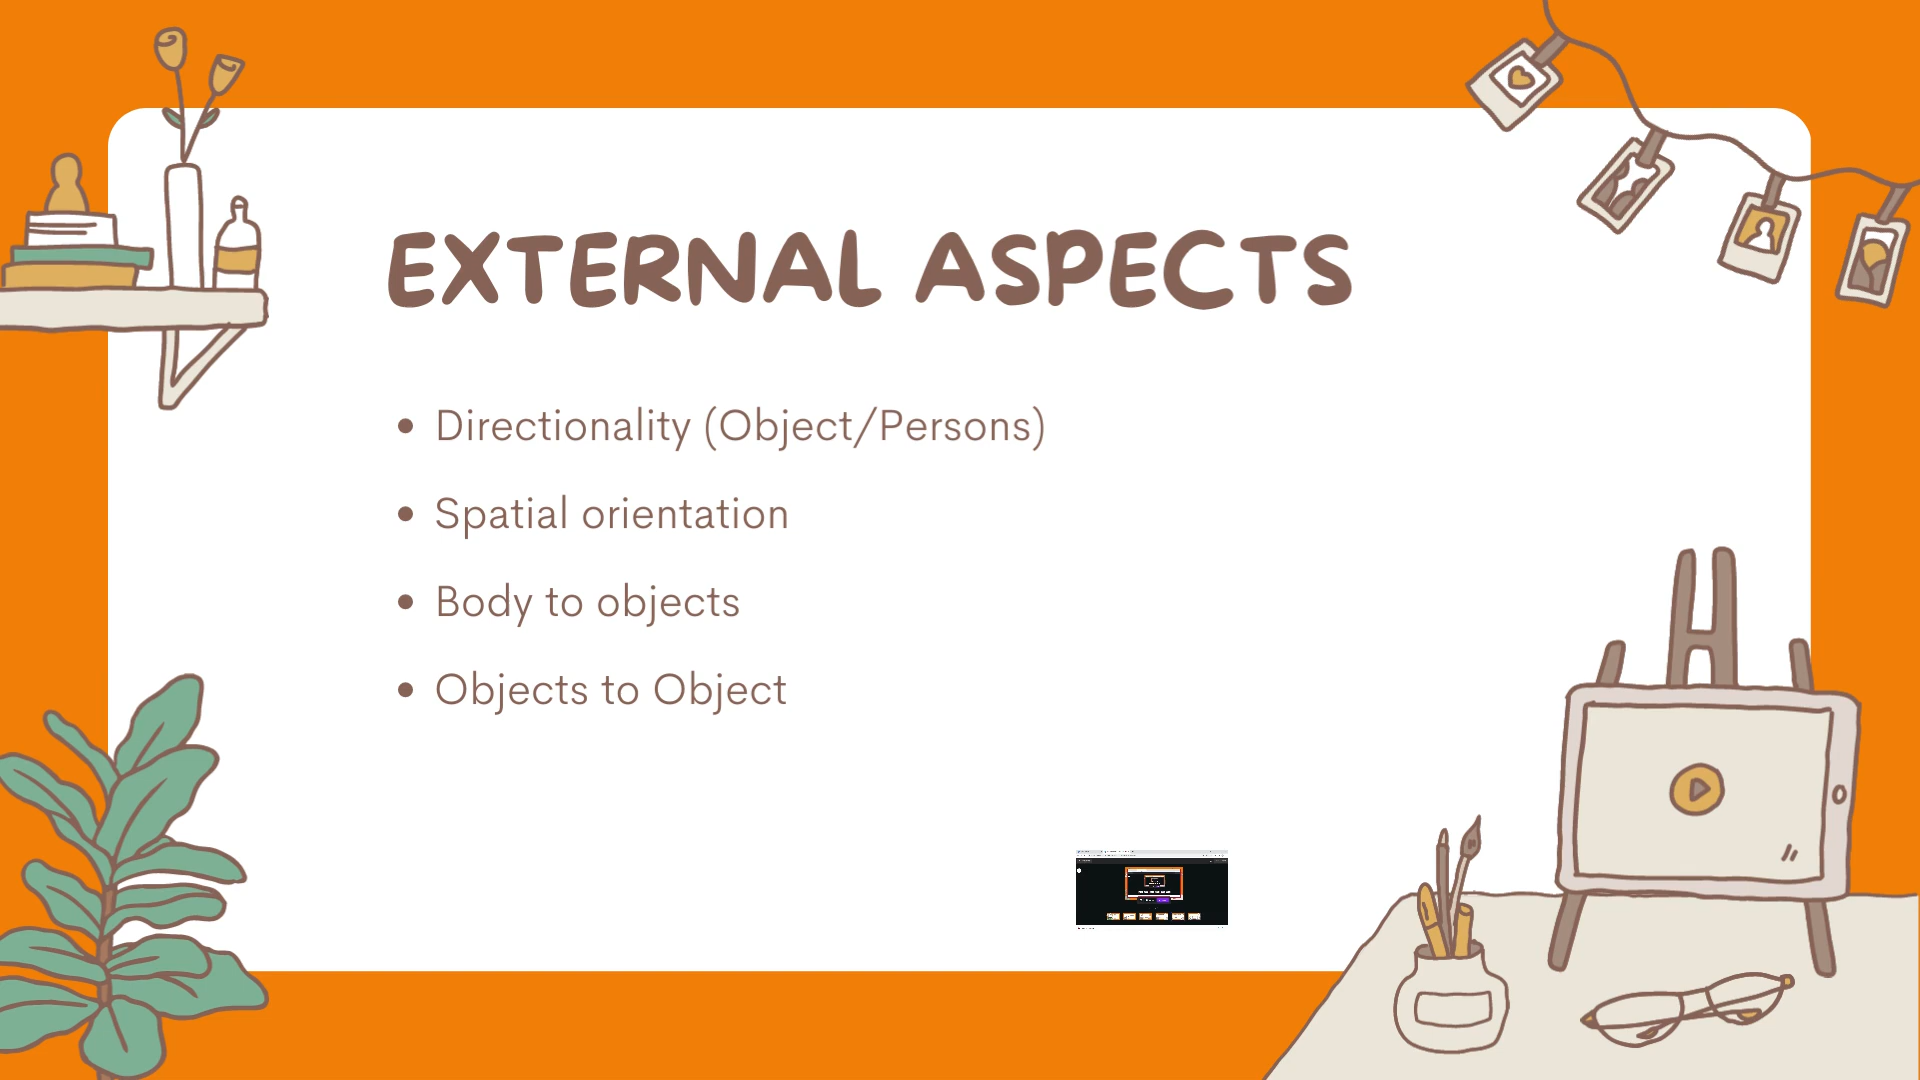 EXTERNAL ASPECTS
• Directionality (Object/Persons)
• Spatial orientation
• Body to objects
• Objects to Object